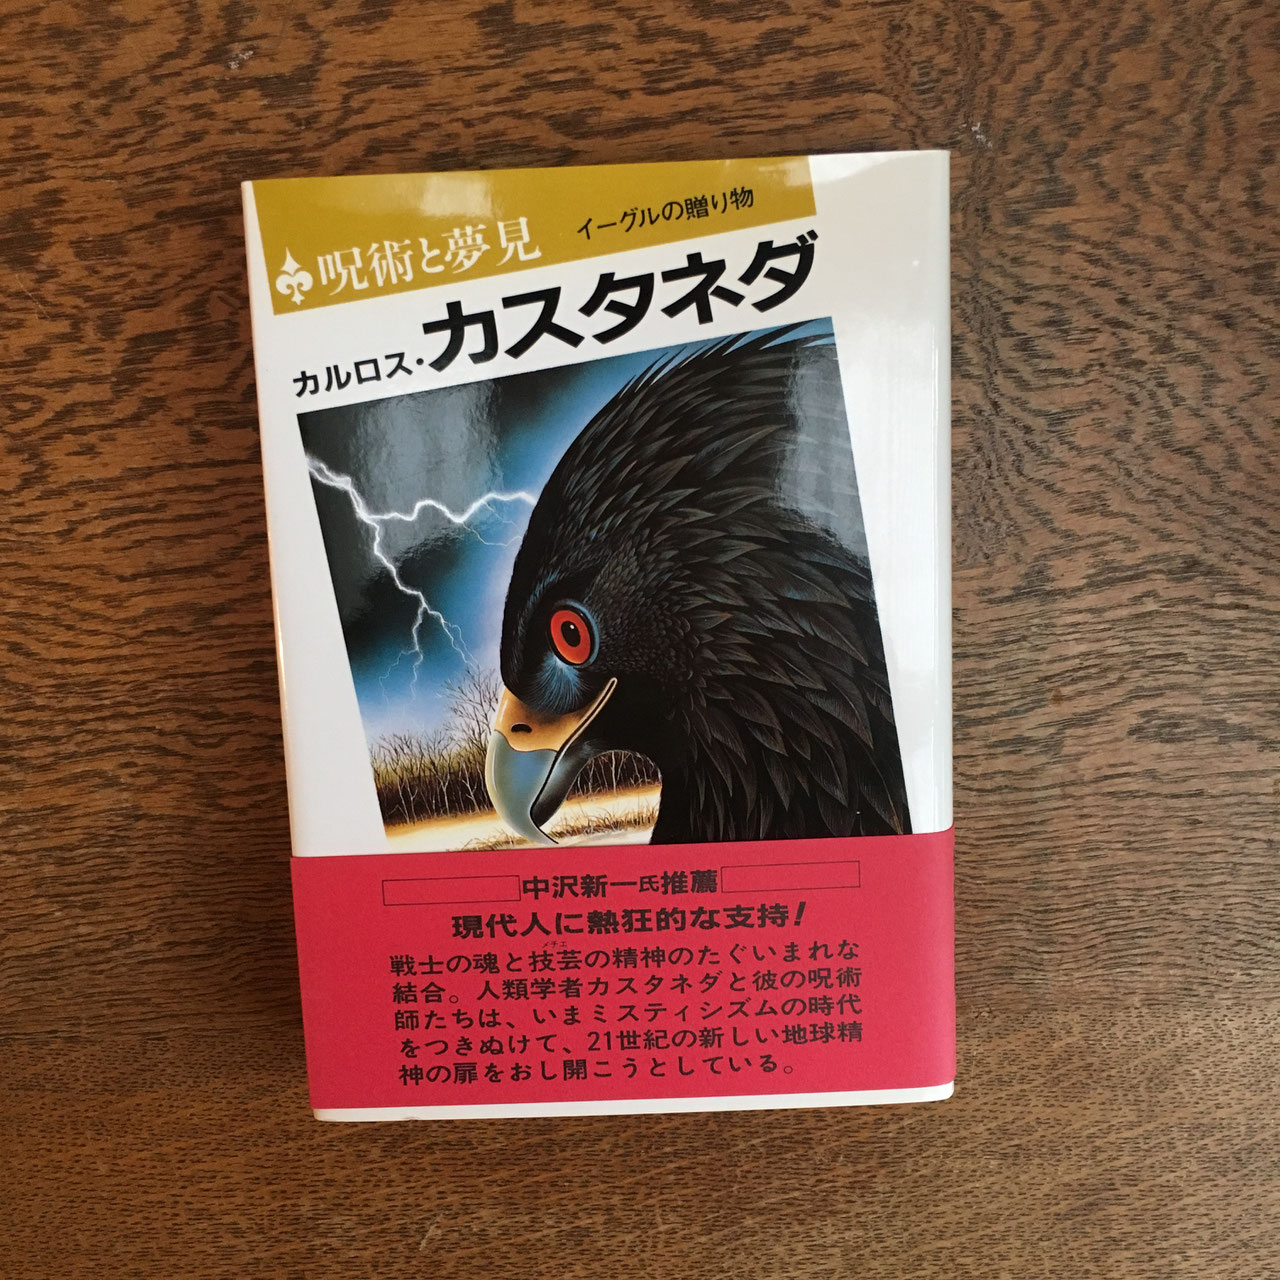 呪術と夢見 イーグルの贈り物
カルロス・カスタネダ
中沢新一氏推薦
現代人に熱狂的な支持!
メチエ
戦士の魂と技芸の精神のたぐいまれな
結合。人類学者カスタネダと彼の呪術
師たちは、いまミスティシズムの時代
をつきぬけて、21世紀の新しい地球精
神の扉をおし開こうとしている。